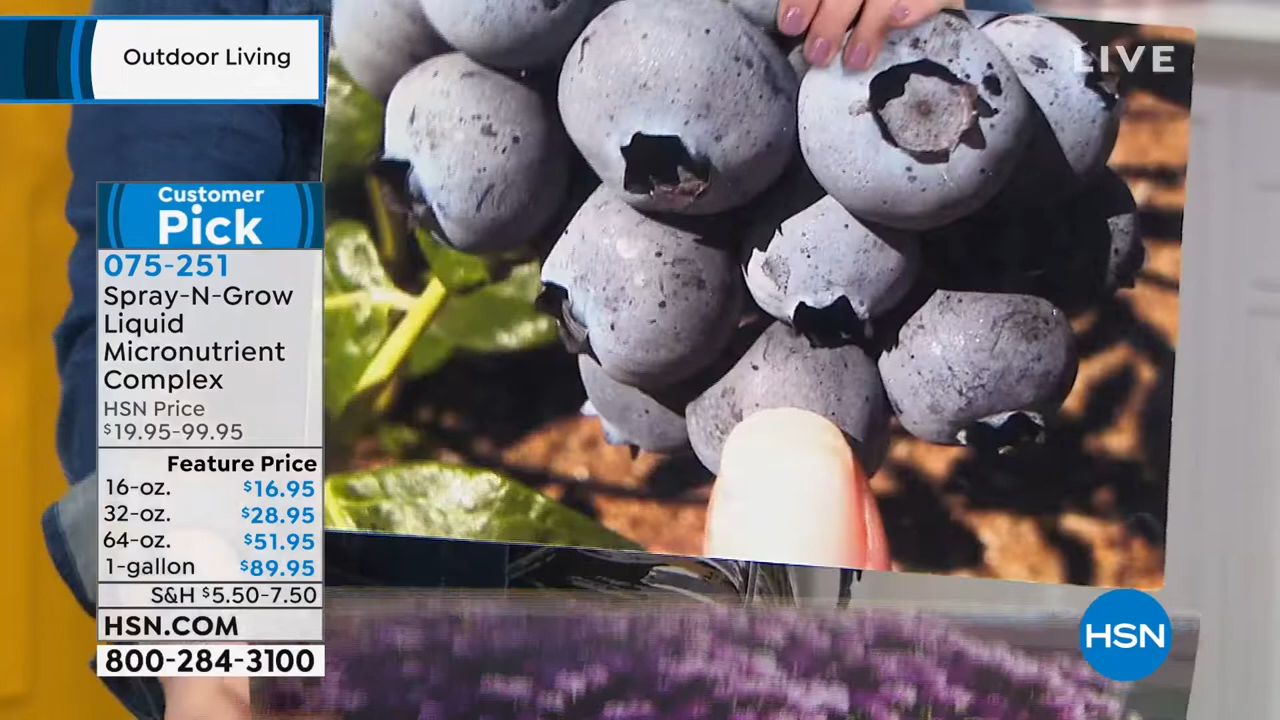 Outdoor Living
LIVE
Customer
Pick
075-251
Spray-N-Grow
Liquid
Micronutrient
Complex
HSN Price
$19.95-99.95
Feature Price
16-oz. $16.95
32-oz. $28.95
64-oz. $51.95
1-gallon $89.95
S&H $5.50-7.50
HSN.COM
800-284-3100
HSN